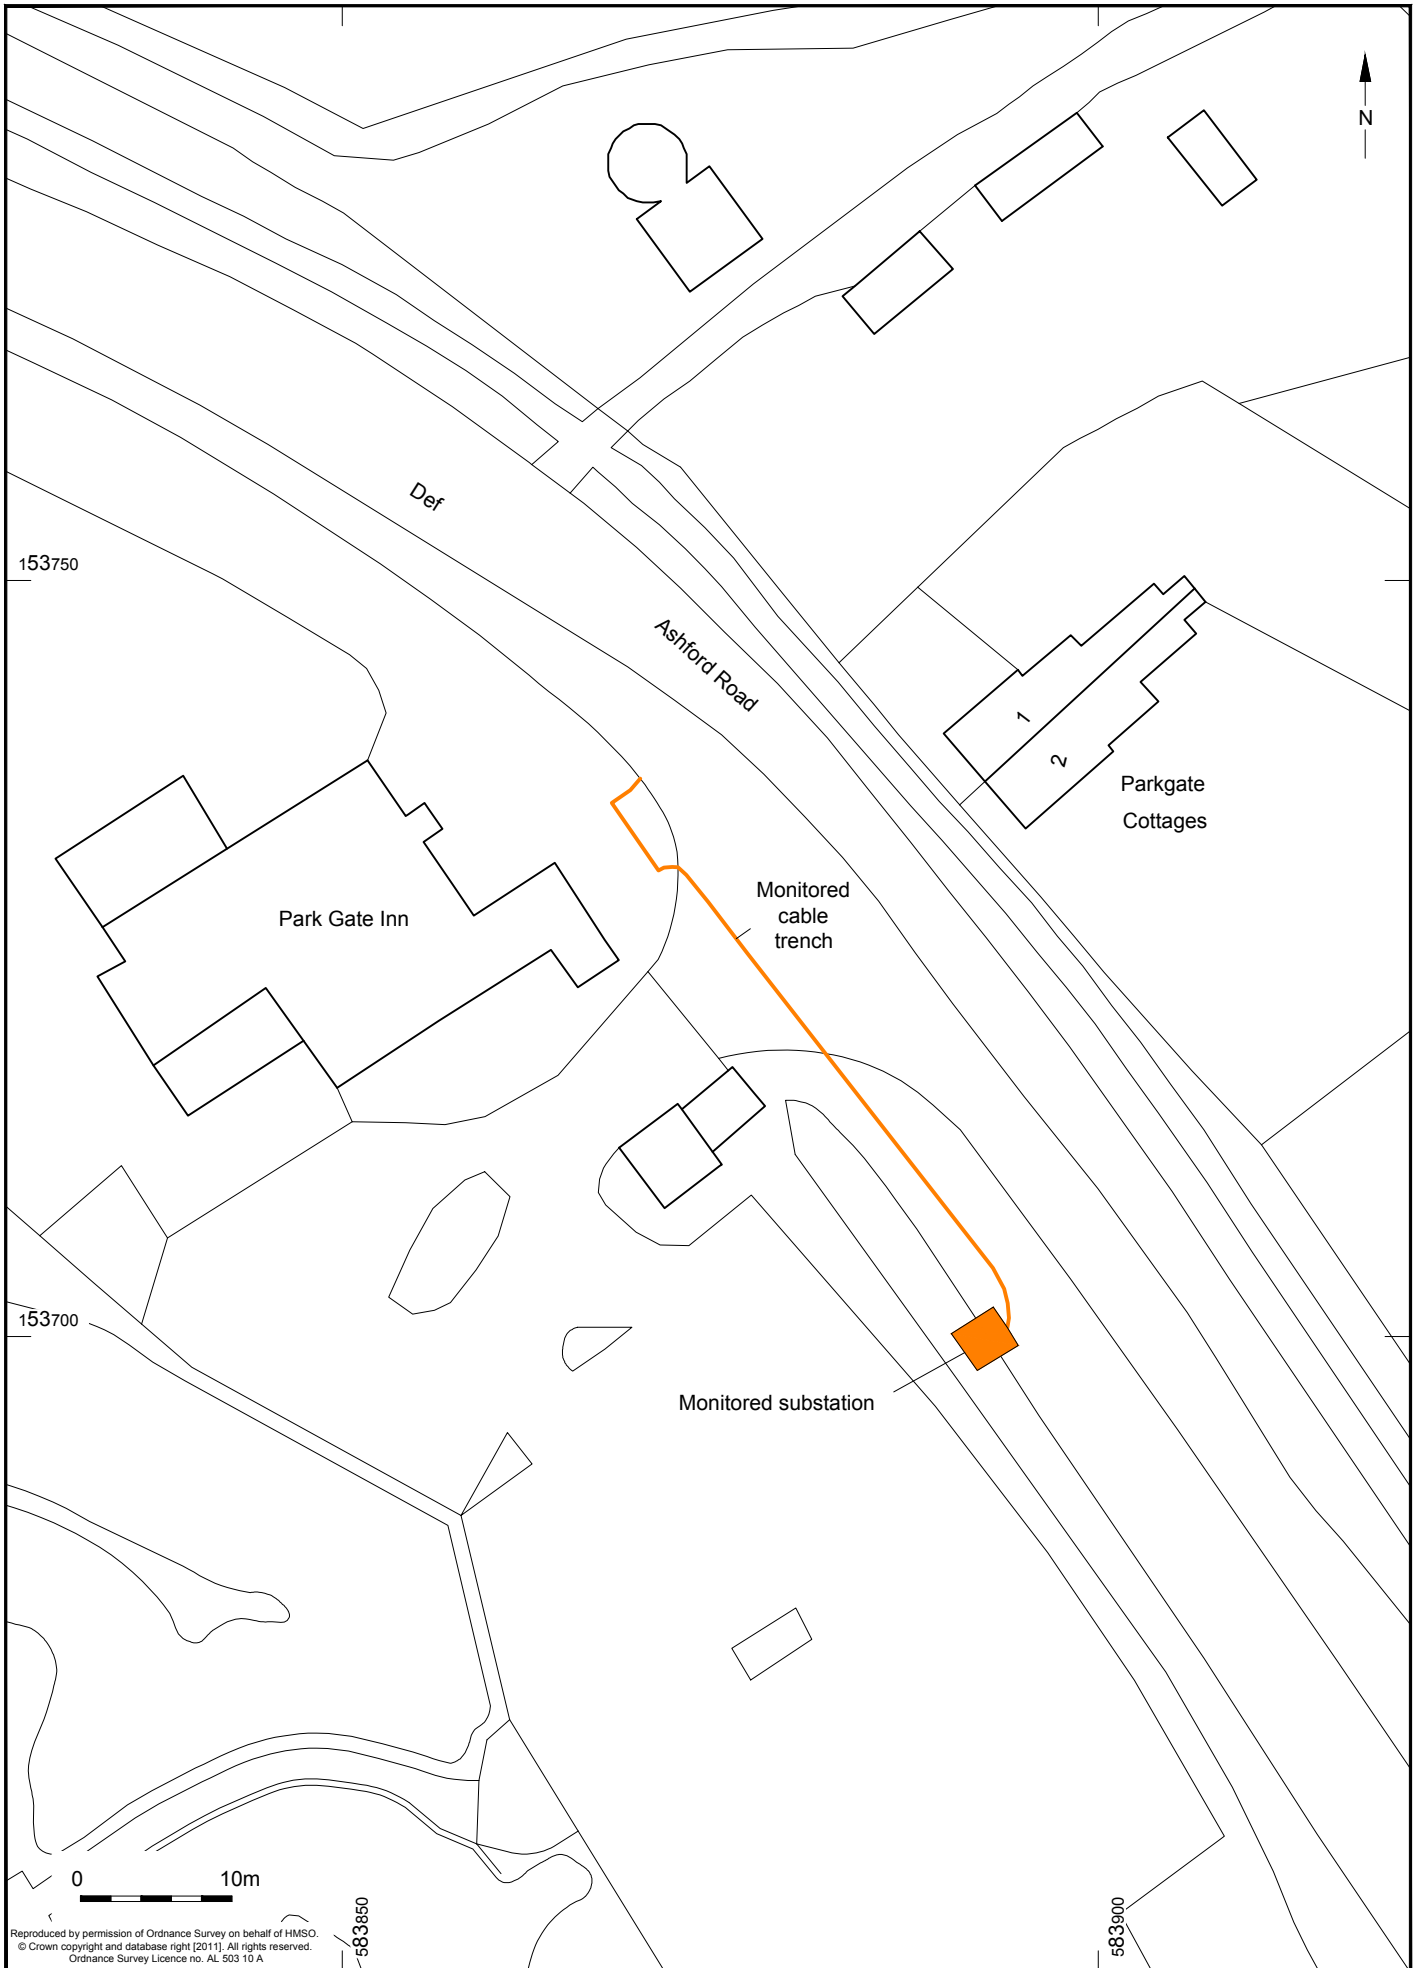 N
Def
153750
Ashford Road
1
2
Parkgate
Cottages
Monitored
cable
trench
Park Gate Inn
153700
Monitored substation
0 10m
583850
583900
Reproduced by permission of Ordnance Survey on behalf of HMSO.
© Crown copyright and database right [2011]. All rights reserved.
Ordnance Survey Licence no. AL 503 10 A